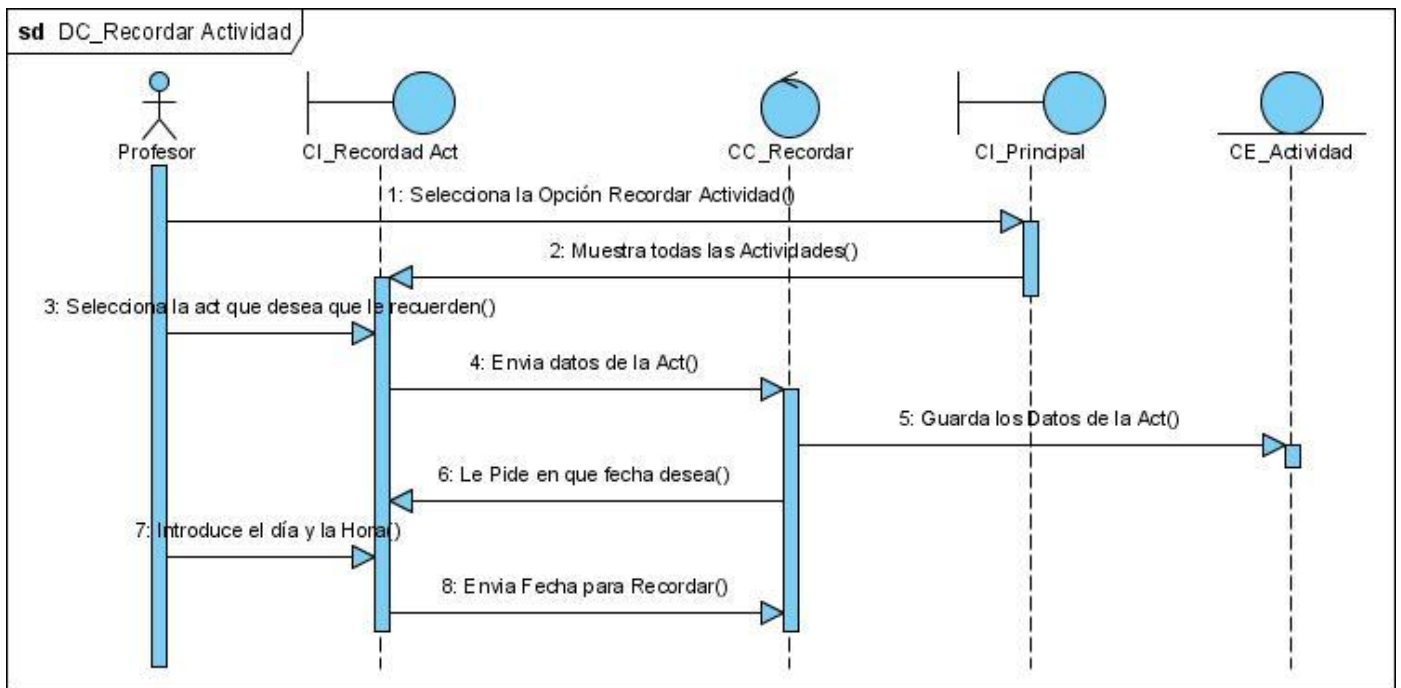 sd DC_Recordar Actividad
Profesor
CI_Recordad Act
CC_Recordar
CI_Principal
CE_Actividad
1: Selecciona la Opción Recordar Actividad()
2: Muestra todas las Actividades()
3: Selecciona la act que desea que le recuerden()
4: Envia datos de la Act()
5: Guarda los Datos de la Act()
6: Le Pide en que fecha desea()
7: Introduce el día y la Hora()
8: Envia Fecha para Recordar()